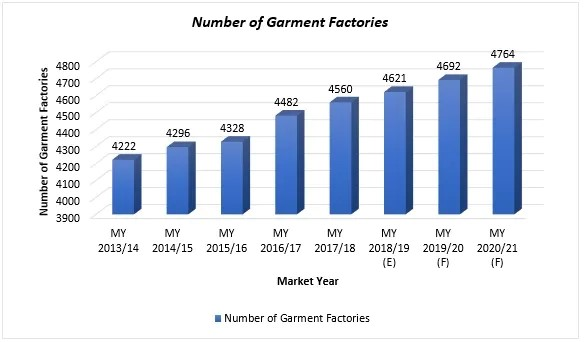 Number of Garment Factories
Number of Garment Factories
4800
4700
4600
4500
4400
4300
4200
4100
4000
3900
4222
4296
4328
4482
4560
4621
4692
4764
MY 2013/14
MY 2014/15
MY 2015/16
MY 2016/17
MY 2017/18
MY 2018/19 (E)
MY 2019/20 (F)
MY 2020/21 (F)
Market Year
Number of Garment Factories